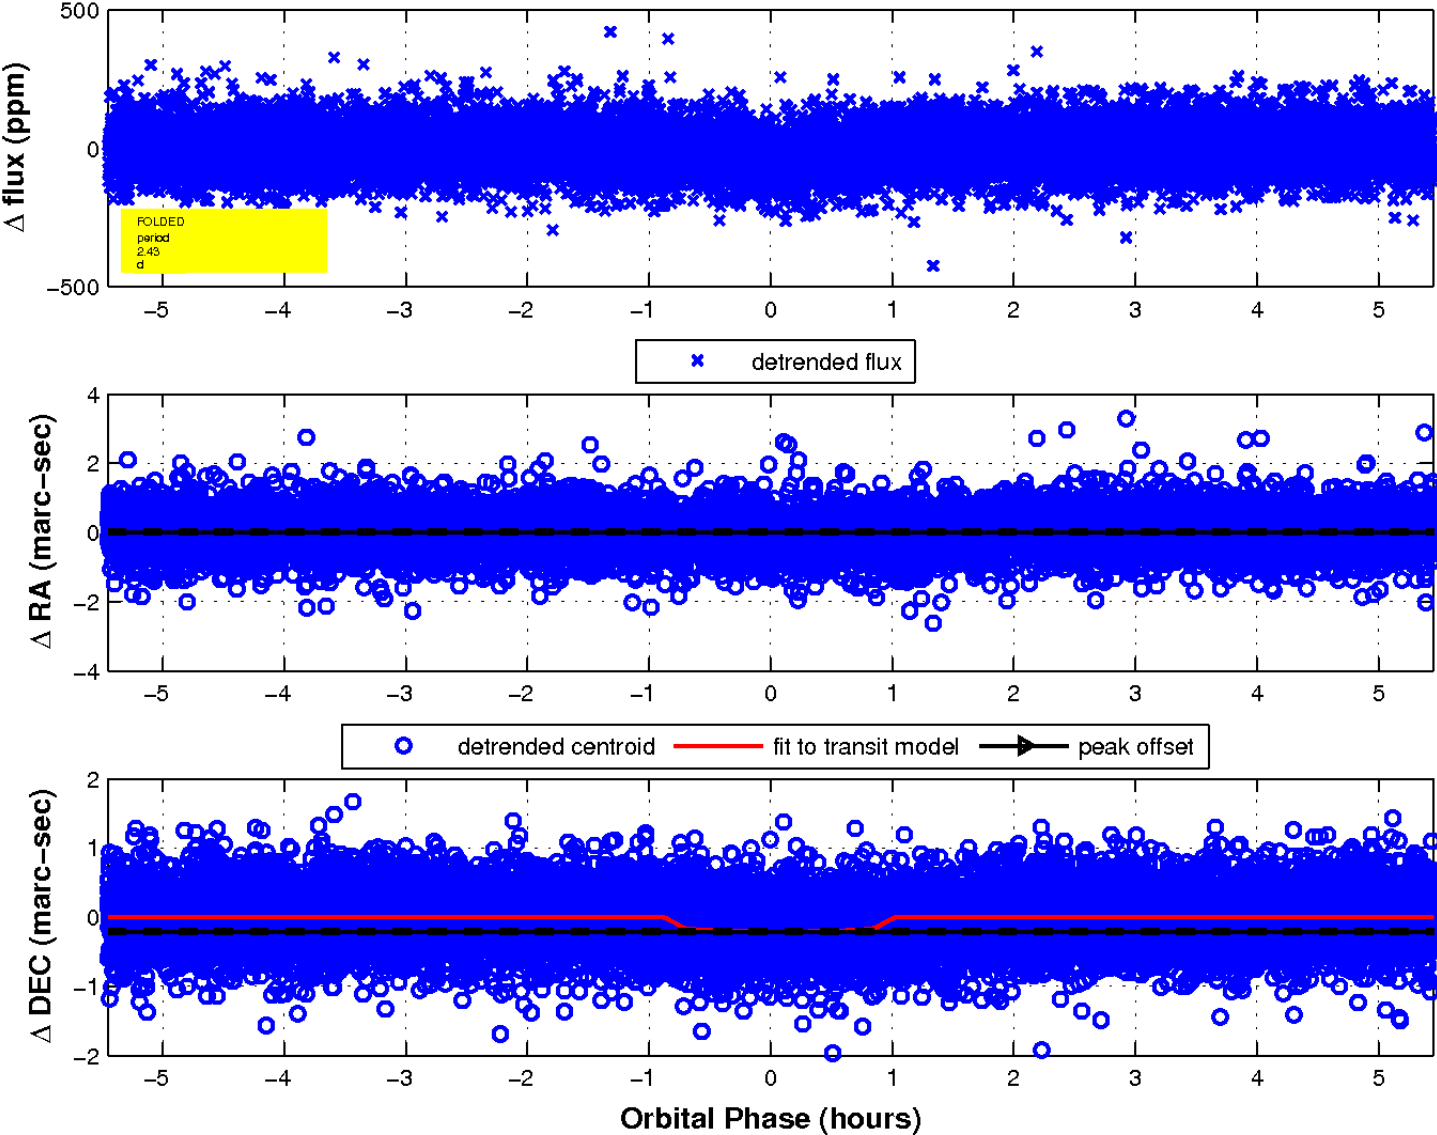 Δ flux (ppm)
500
0
−500
FOLDED
period
2.43
d
−5 −4 −3 −2 −1 0 1 2 3 4 5
detrended flux
Δ RA (marc−sec)
4
2
0
−2
−4
−5 −4 −3 −2 −1 0 1 2 3 4 5
detrended centroid fit to transit model peak offset
Δ DEC (marc−sec)
2
1
0
−1
−2
−5 −4 −3 −2 −1 0 1 2 3 4 5
Orbital Phase (hours)